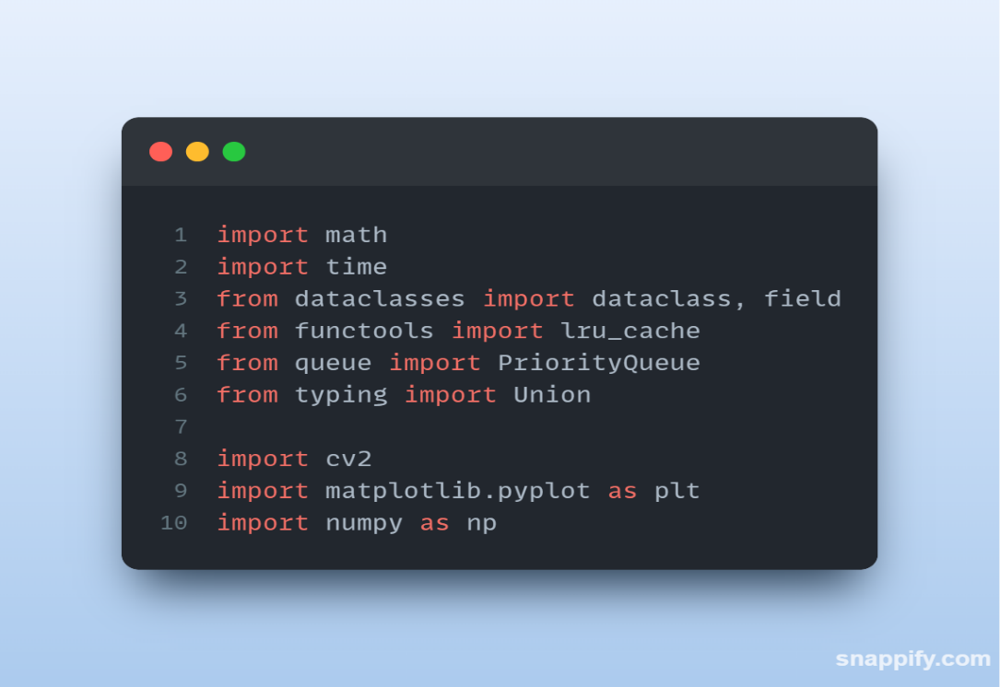 1 import math
2 import time
3 from dataclasses import dataclass, field
4 from functools import lru_cache
5 from queue import PriorityQueue
6 from typing import Union
7
8 import cv2
9 import matplotlib.pyplot as plt
10 import numpy as np
snappify.com